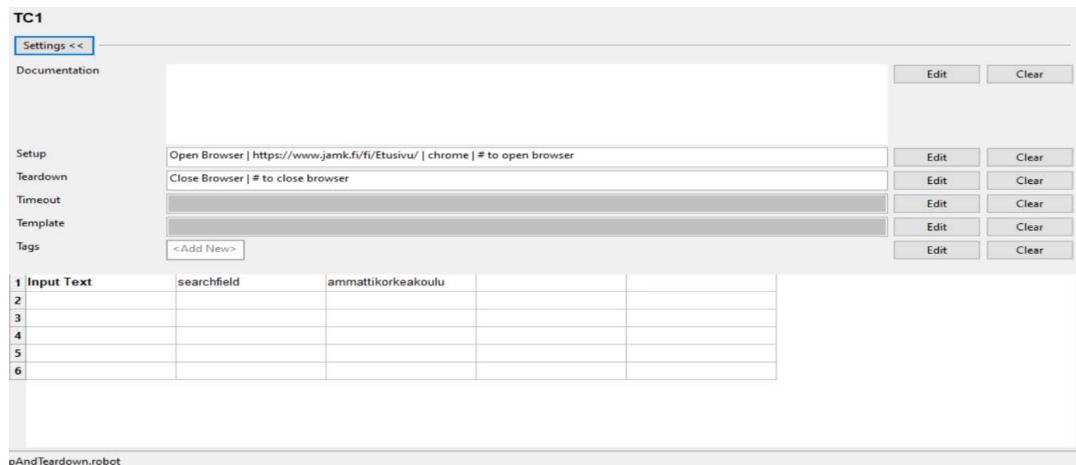 TC1
Settings <<
Documentation Edit Clear
Setup Open Browser | https://www.jamk.fi/fi/Etusivu/ | chrome | # to open browser Edit Clear
Teardown Close Browser | # to close browser Edit Clear
Timeout Edit Clear
Template Edit Clear
Tags <Add New> Edit Clear
1 Input Text searchfield ammattikorkeakoulu
2
3
4
5
6
pAndTeardown.robot